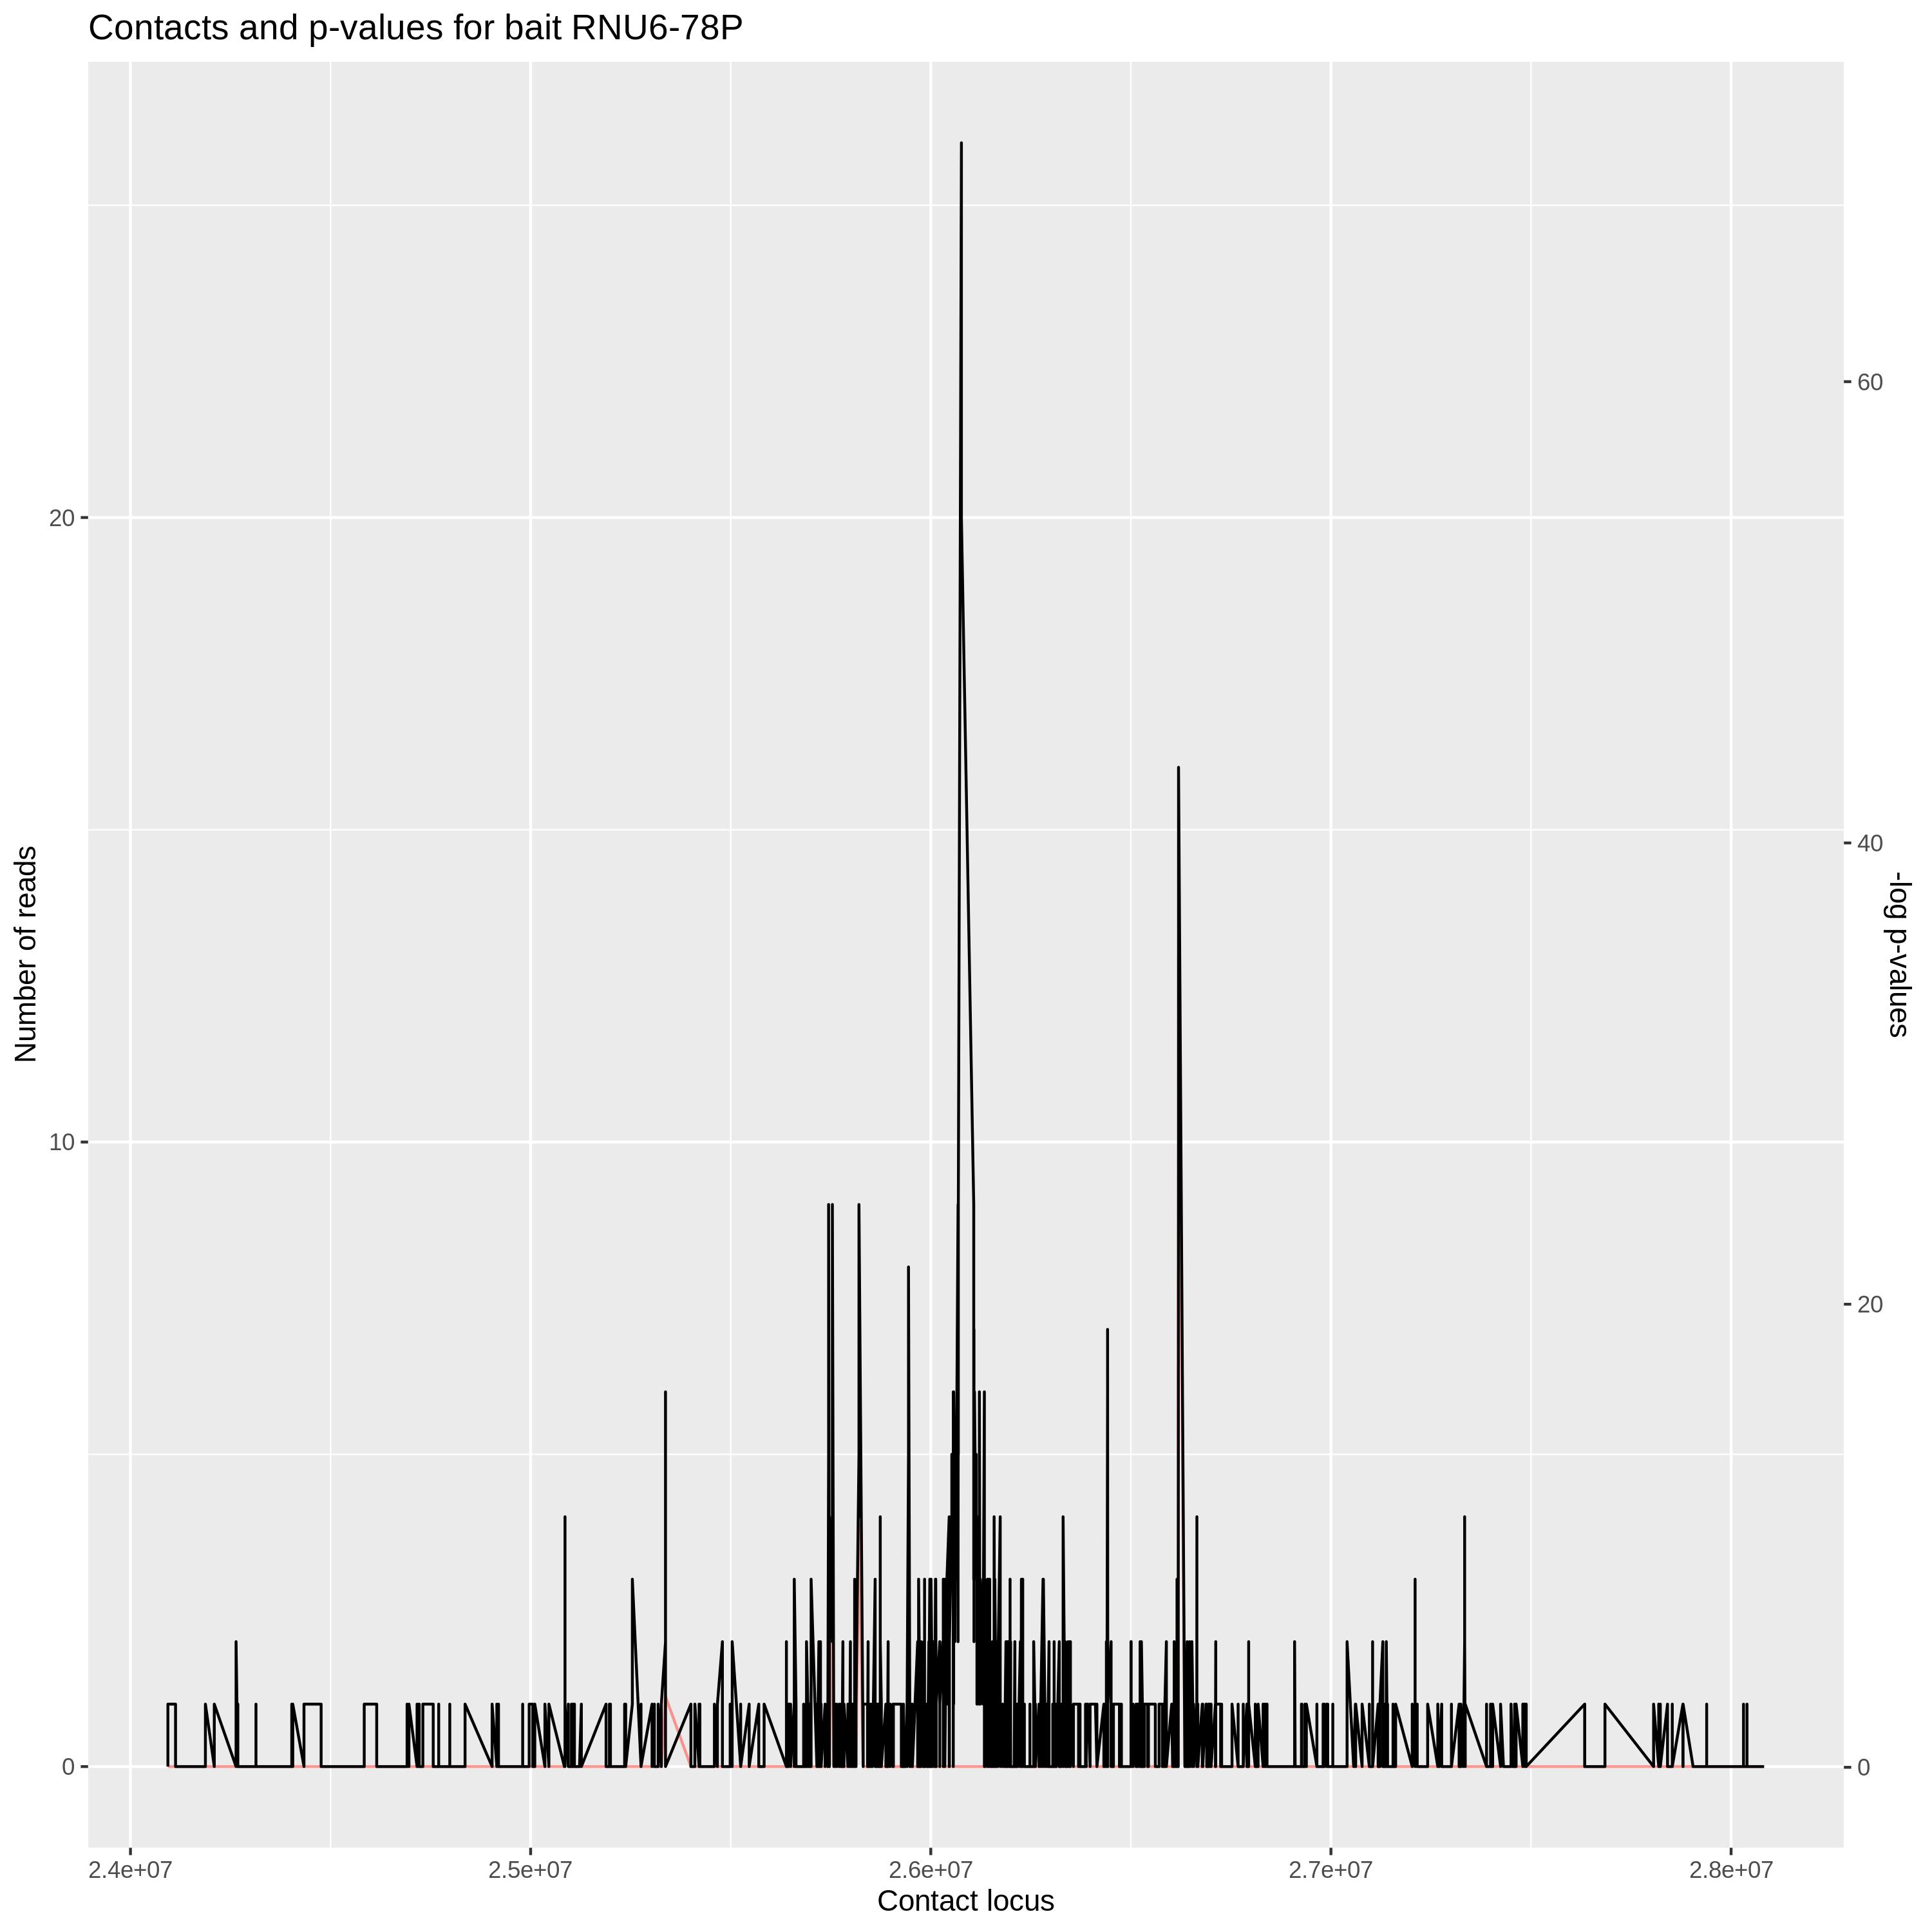 Contacts and p-values for bait RNU6-78P
20
10
0
Number of reads
60
40
20
0
-log p-values
2.4e+07
2.5e+07
2.6e+07
2.7e+07
2.8e+07
Contact locus